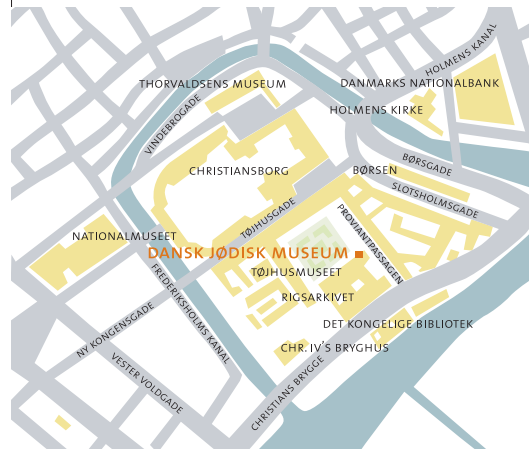 HOLMENS KANAL
THORVALDSENS MUSEUM
DANMARKS NATIONALBANK
HOLMENS KIRKE
VINDEBROGADE
BØRSGADE
CHRISTIANSBORG
BØRSEN
SLOTSHOLMSGADE
TØJHUSGADE
PROVIANTPASSAGEN
NATIONALMUSEET
DANSK JØDISK MUSEUM
TØJHUSMUSEET
FREDERIKSHOLMS KANAL
RIGSARKIVET
NY KONGENSGADE
DET KONGELIGE BIBLIOTEK
CHR. IV'S BRYGHUS
VESTER VOLDGADE
CHRISTIANS BRYGGE